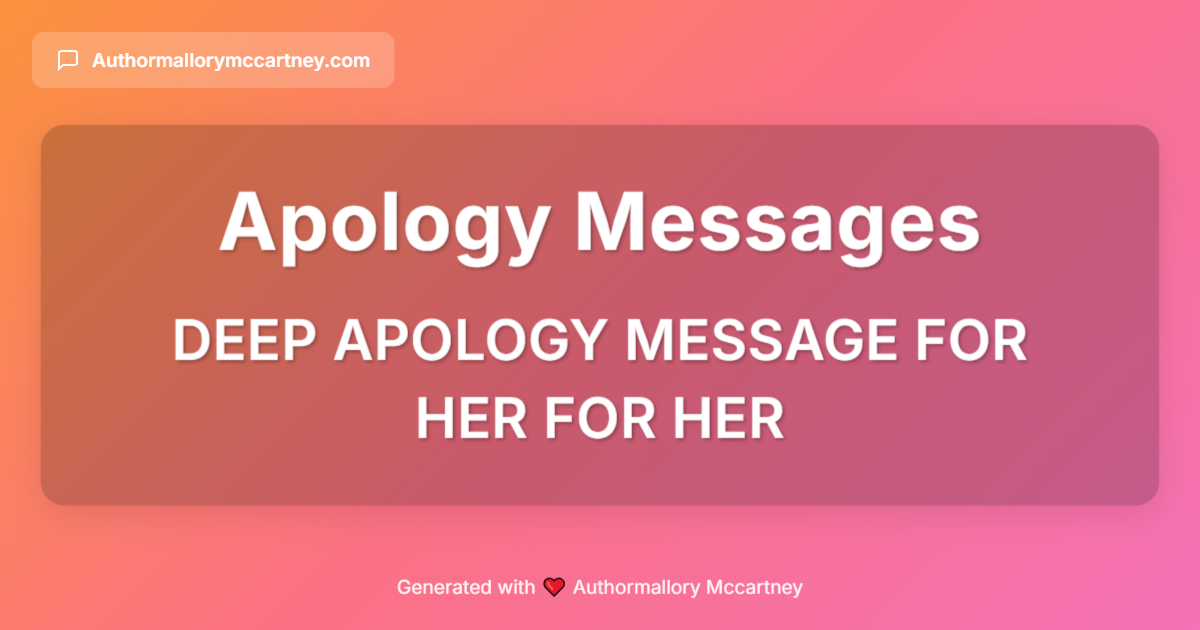 Authormallorymccartney.com
Apology Messages
DEEP APOLOGY MESSAGE FOR
HER FOR HER
Generated with ❤️ Authormallory Mccartney